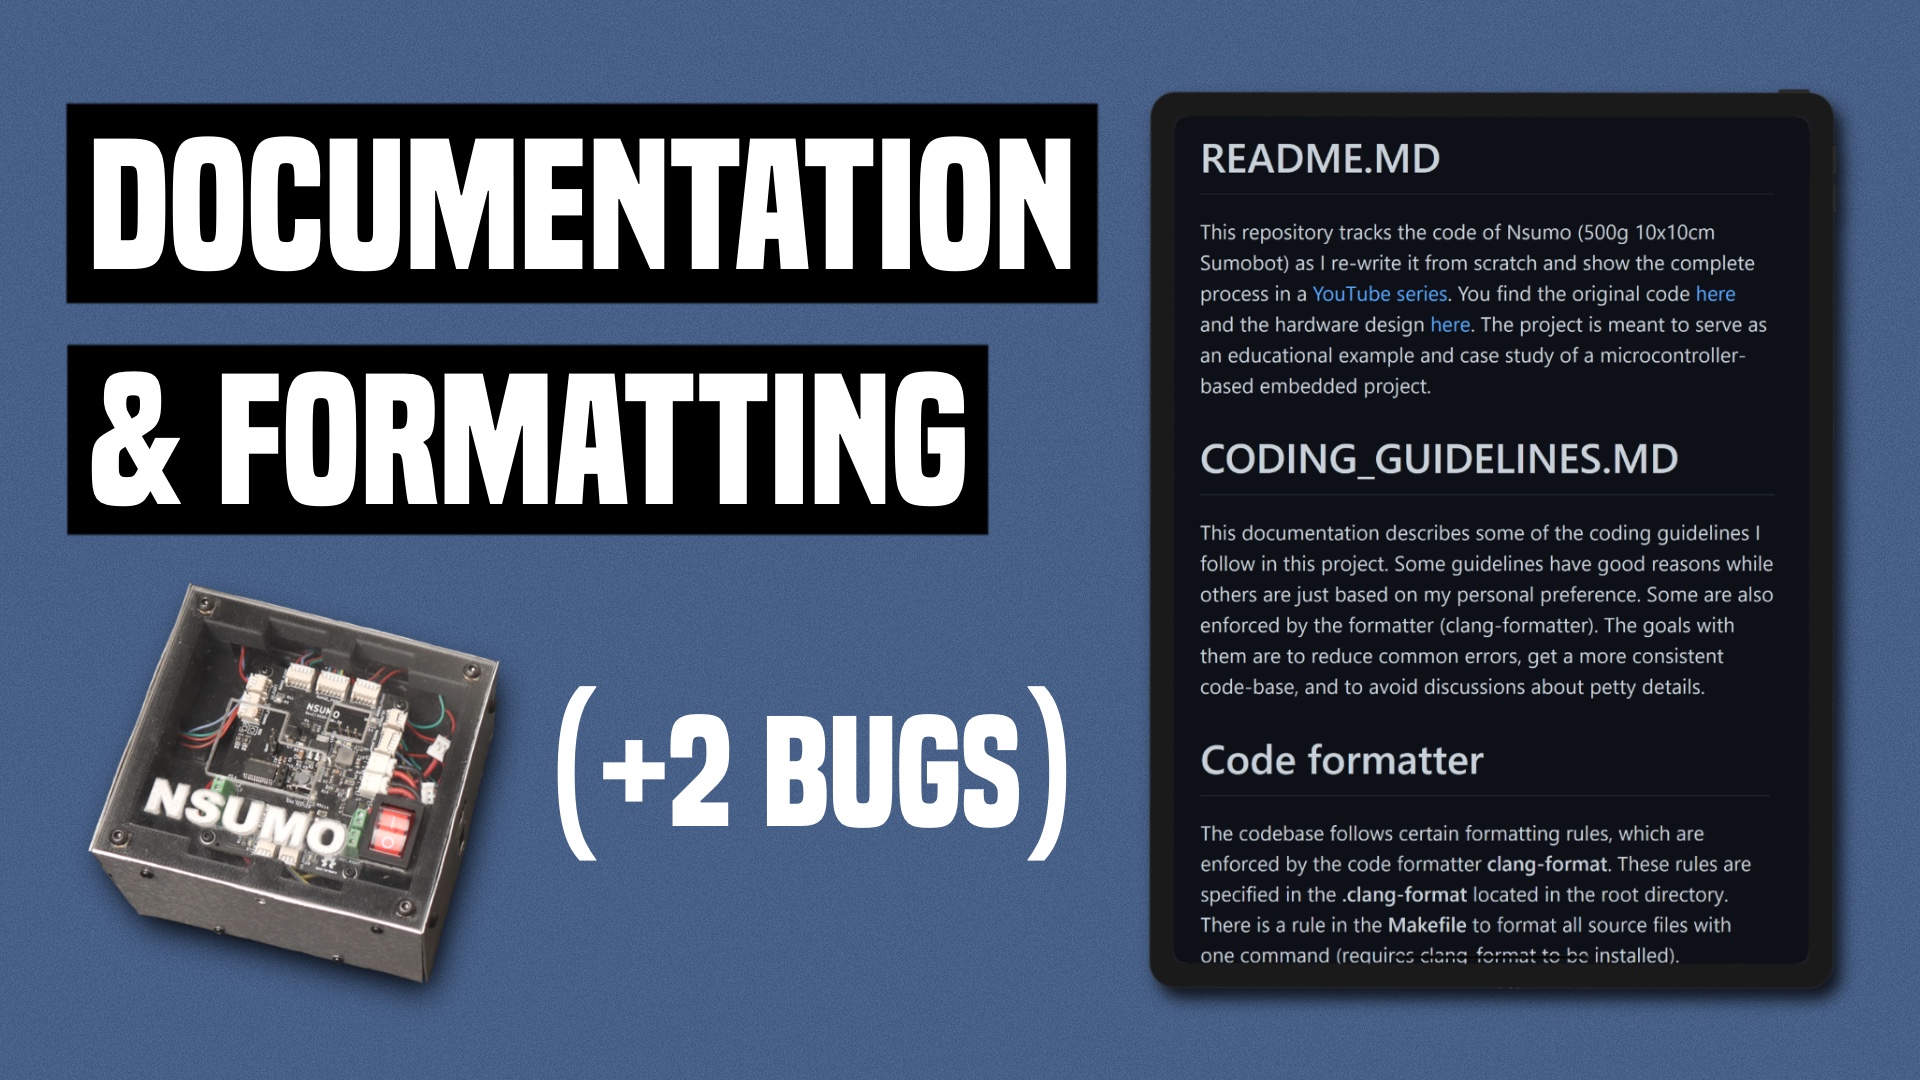 DOCUMENTATION
& FORMATTING
(+2 BUGS)
NSUMO
NSUMO
README.MD
This repository tracks the code of Nsumo (500g 10x10cm
Sumobot) as I re-write it from scratch and show the complete
process in a YouTube series. You find the original code here
and the hardware design here. The project is meant to serve as
an educational example and case study of a microcontroller-
based embedded project.
CODING_GUIDELINES.MD
This documentation describes some of the coding guidelines I
follow in this project. Some guidelines have good reasons while
others are just based on my personal preference. Some are also
enforced by the formatter (clang-formatter). The goals with
them are to reduce common errors, get a more consistent
code-base, and to avoid discussions about petty details.
Code formatter
The codebase follows certain formatting rules, which are
enforced by the code formatter clang-format. These rules are
specified in the .clang-format located in the root directory.
There is a rule in the Makefile to format all source files with
one command (requires clang-format to be installed).